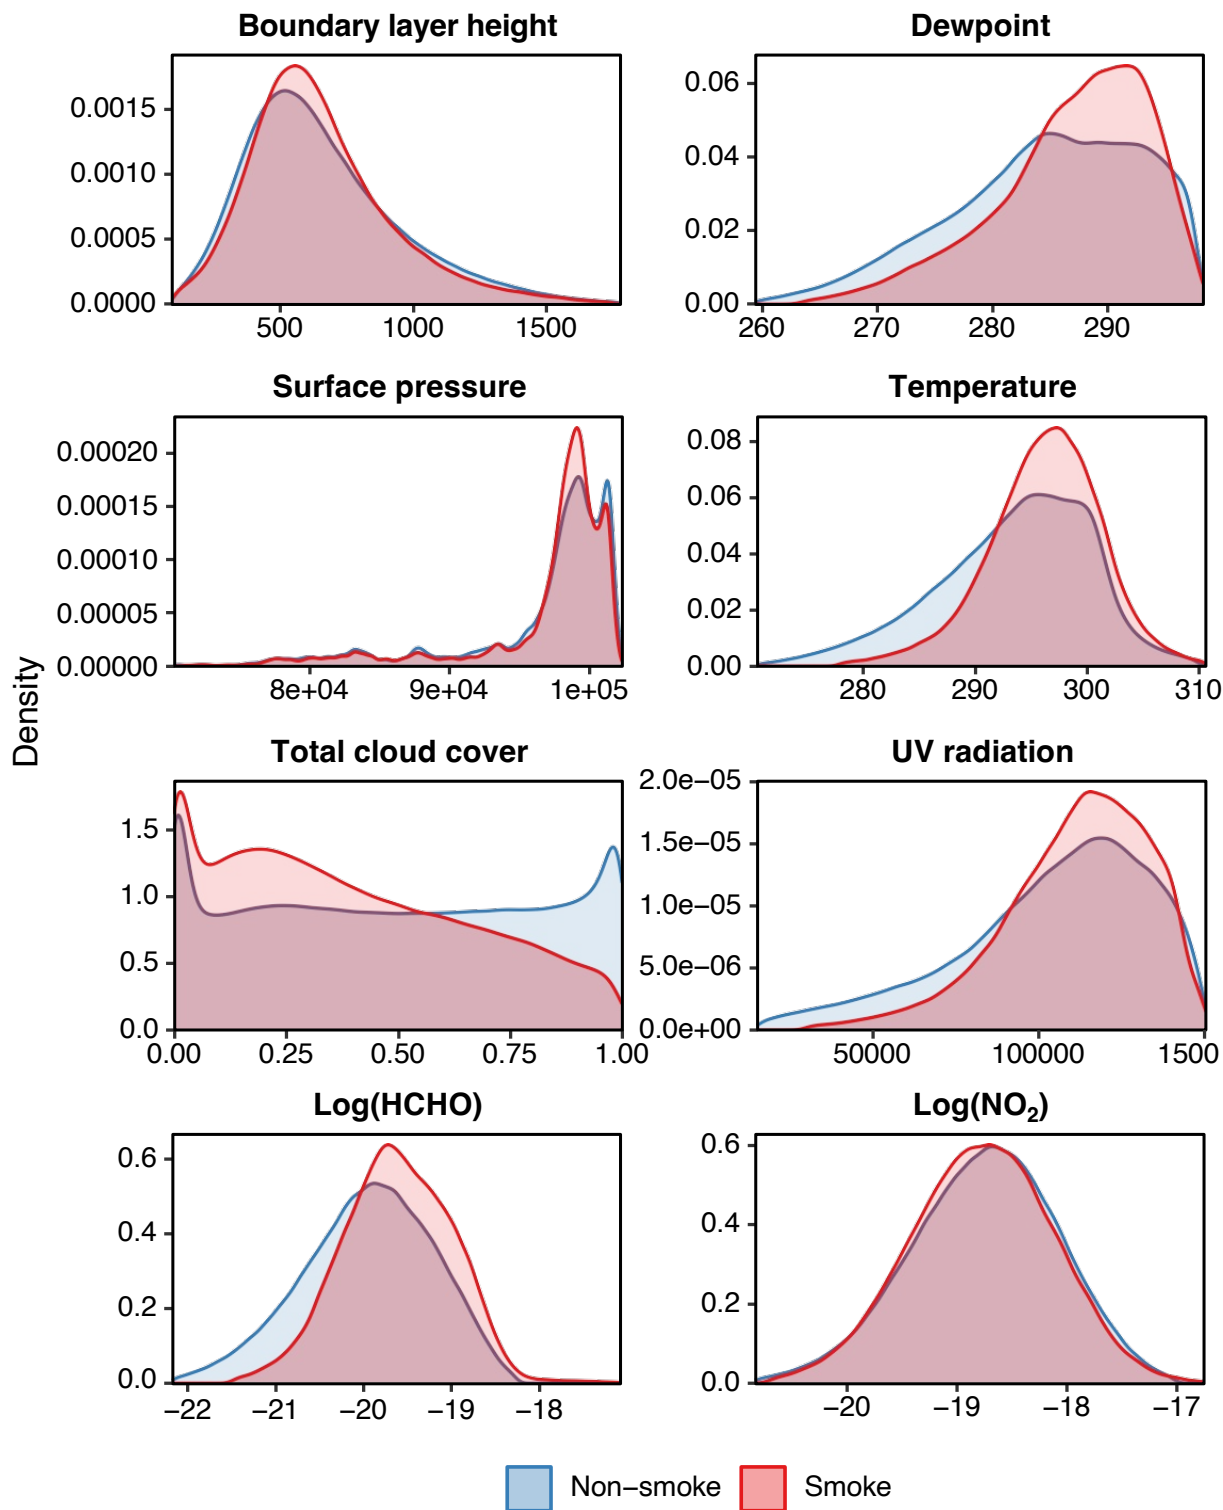 Boundary layer height
Dewpoint
0.0015
0.0010
0.0005
0.0000
500 1000 1500
0.06
0.04
0.02
0.00
260 270 280 290
Surface pressure
Temperature
0.00020
0.00015
0.00010
0.00005
0.00000
8e+04 9e+04 1e+05
0.08
0.06
0.04
0.02
0.00
280 290 300 310
Density
Total cloud cover
UV radiation
1.5
1.0
0.5
0.0
0.00 0.25 0.50 0.75 1.00
2.0e−05
1.5e−05
1.0e−05
5.0e−06
0.0e+00
50000 100000 1500
Log(HCHO)
Log(NO₂)
0.6
0.4
0.2
0.0
−22 −21 −20 −19 −18
0.6
0.4
0.2
0.0
−20 −19 −18 −17
Non−smoke Smoke